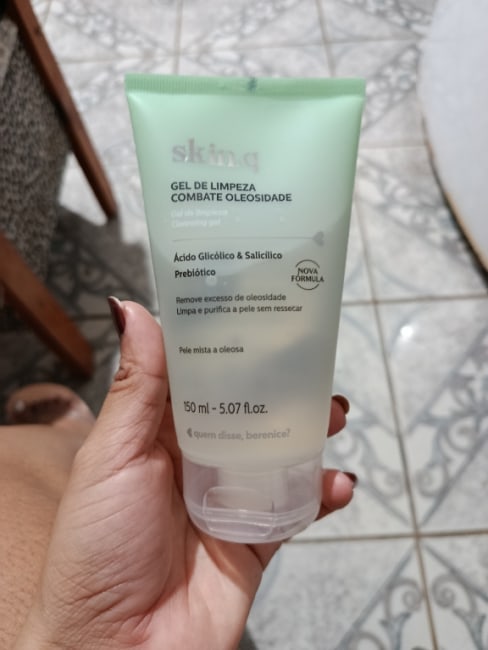 skin.q
GEL DE LIMPEZA
COMBATE OLEOSIDADE
Gel de limpieza
Cleansing gel
Ácido Glicólico & Salicílico
Prebiótico
NOVA
FÓRMULA
Remove excesso de oleosidade
Limpa e purifica a pele sem ressecar
Pele mista a oleosa
150 ml - 5.07 fl.oz.
quem disse, berenice?